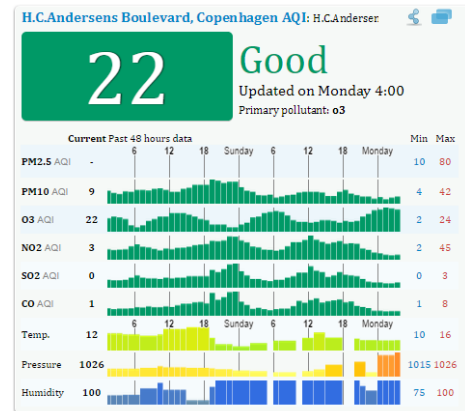 H.C.Andersens Boulevard, Copenhagen AQI: H.C.Andersen
22
Good
Updated on Monday 4:00
Primary pollutant: o3
Current Past 48 hours data Min Max
6 12 18 Sunday 6 12 18 Monday
PM2.5 AQI - 10 80
PM10 AQI 9 4 42
O3 AQI 22 2 24
NO2 AQI 3 2 45
SO2 AQI 0 0 3
CO AQI 1 1 8
6 12 18 Sunday 6 12 18 Monday
Temp. 12 10 16
Pressure 1026 1015 1026
Humidity 100 75 100